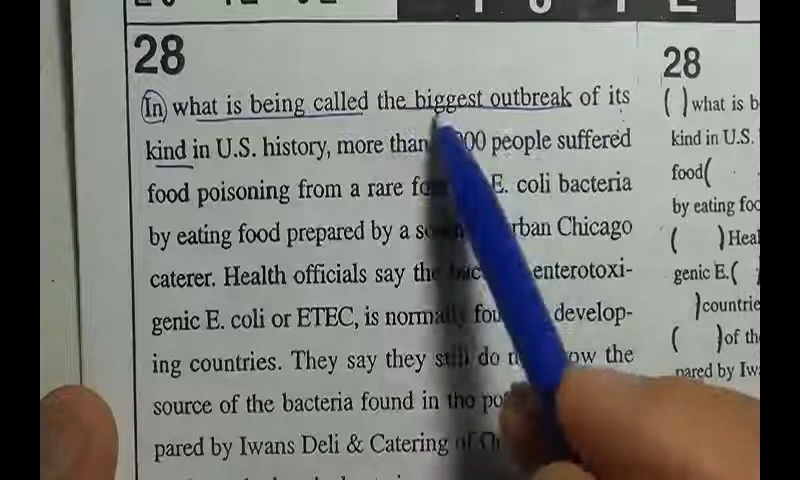 28
In what is being called the biggest outbreak of its
kind in U.S. history, more than 000 people suffered
food poisoning from a rare E. coli bacteria
by eating food prepared by a urban Chicago
caterer. Health officials say the enterotoxi-
genic E. coli or ETEC, is normally develop-
ing countries. They say they still do the
source of the bacteria found in the
pared by Iwans Deli & Catering of
28
( ) what is b
kind in U.S.
food(
by eating foo
( ) Heal
genic E.(
) countrie
( ) of th
pared by Iw